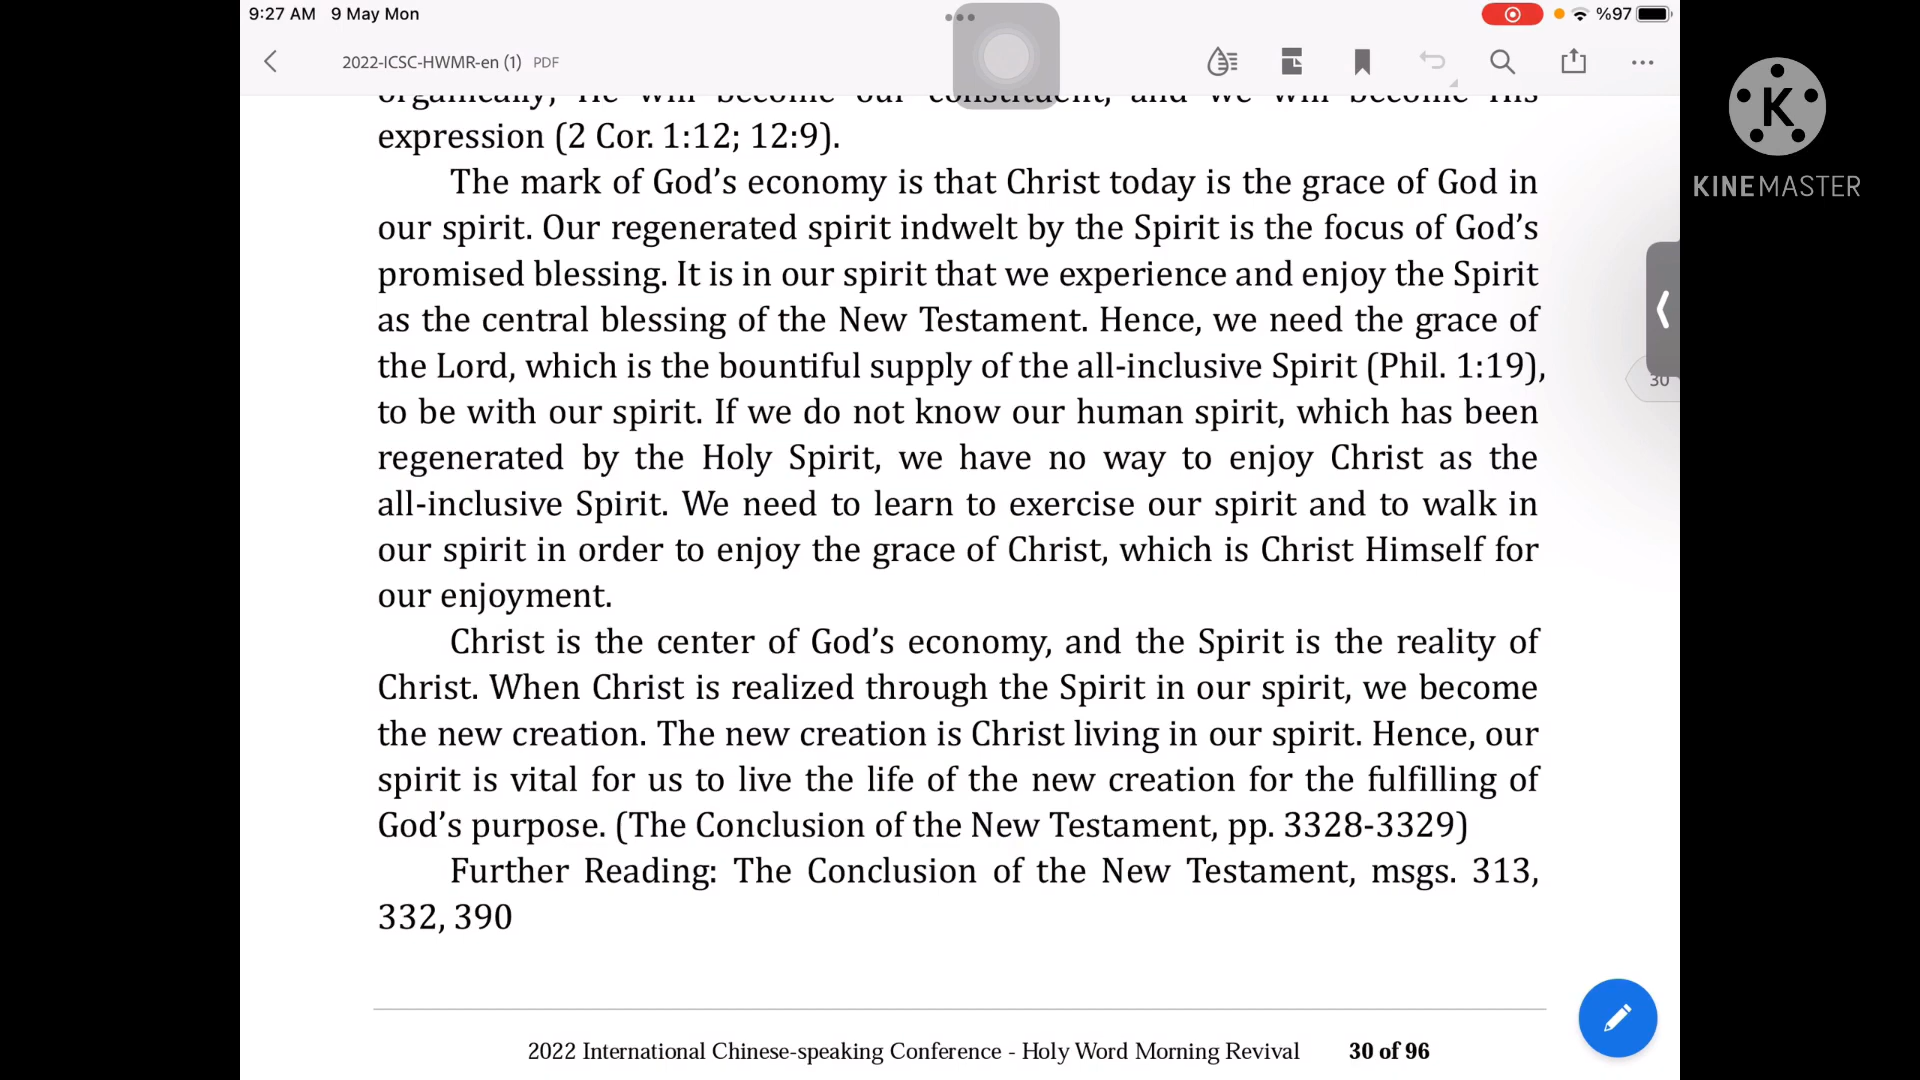 9:27 AM 9 May Mon
%97
2022-ICSC-HWMR-en (1) PDF
KINEMASTER
organically, He will become our constituent, and we will become His
expression (2 Cor. 1:12; 12:9).
The mark of God’s economy is that Christ today is the grace of God in
our spirit. Our regenerated spirit indwelt by the Spirit is the focus of God’s
promised blessing. It is in our spirit that we experience and enjoy the Spirit
as the central blessing of the New Testament. Hence, we need the grace of
the Lord, which is the bountiful supply of the all-inclusive Spirit (Phil. 1:19),
30
to be with our spirit. If we do not know our human spirit, which has been
regenerated by the Holy Spirit, we have no way to enjoy Christ as the
all-inclusive Spirit. We need to learn to exercise our spirit and to walk in
our spirit in order to enjoy the grace of Christ, which is Christ Himself for
our enjoyment.
Christ is the center of God’s economy, and the Spirit is the reality of
Christ. When Christ is realized through the Spirit in our spirit, we become
the new creation. The new creation is Christ living in our spirit. Hence, our
spirit is vital for us to live the life of the new creation for the fulfilling of
God’s purpose. (The Conclusion of the New Testament, pp. 3328-3329)
Further Reading: The Conclusion of the New Testament, msgs. 313,
332, 390
2022 International Chinese-speaking Conference - Holy Word Morning Revival 30 of 96